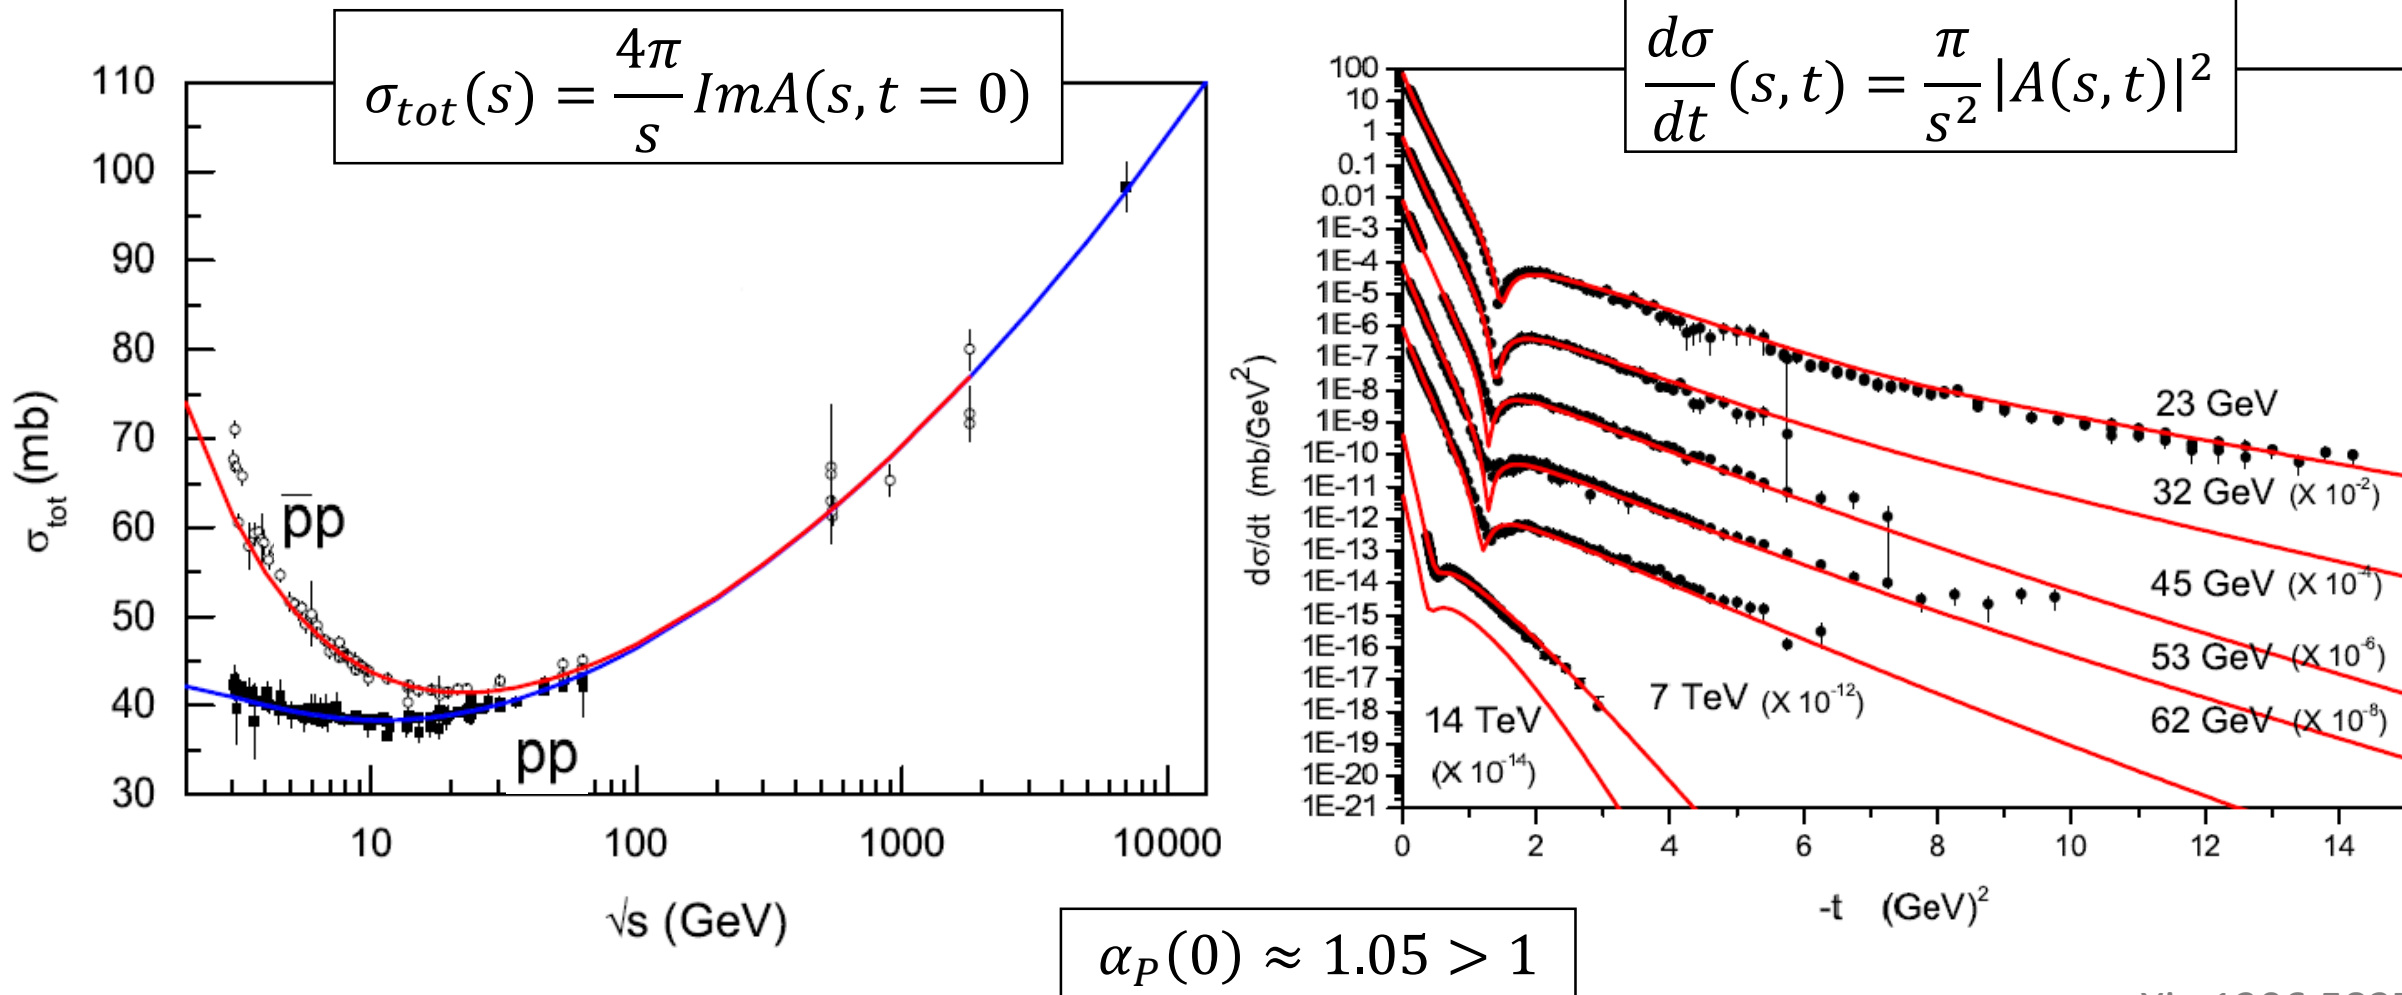 σ_tot(s) = 4π/s ImA(s, t = 0)
110
100
90
80
70
60
50
40
30
σ_tot (mb)
p̅p
pp
10
100
1000
10000
√s (GeV)
dσ/dt (s, t) = π/s² |A(s, t)|²
100
10
1
0.1
0.01
1E-3
1E-4
1E-5
1E-6
1E-7
1E-8
1E-9
1E-10
1E-11
1E-12
1E-13
1E-14
1E-15
1E-16
1E-17
1E-18
1E-19
1E-20
1E-21
dσ/dt (mb/GeV²)
23 GeV
32 GeV (X 10⁻²)
45 GeV (X 10⁻⁴)
53 GeV (X 10⁻⁶)
62 GeV (X 10⁻⁸)
7 TeV (X 10⁻¹²)
14 TeV
(X 10⁻¹⁴)
0
2
4
6
8
10
12
14
-t (GeV)²
α_P(0) ≈ 1.05 > 1